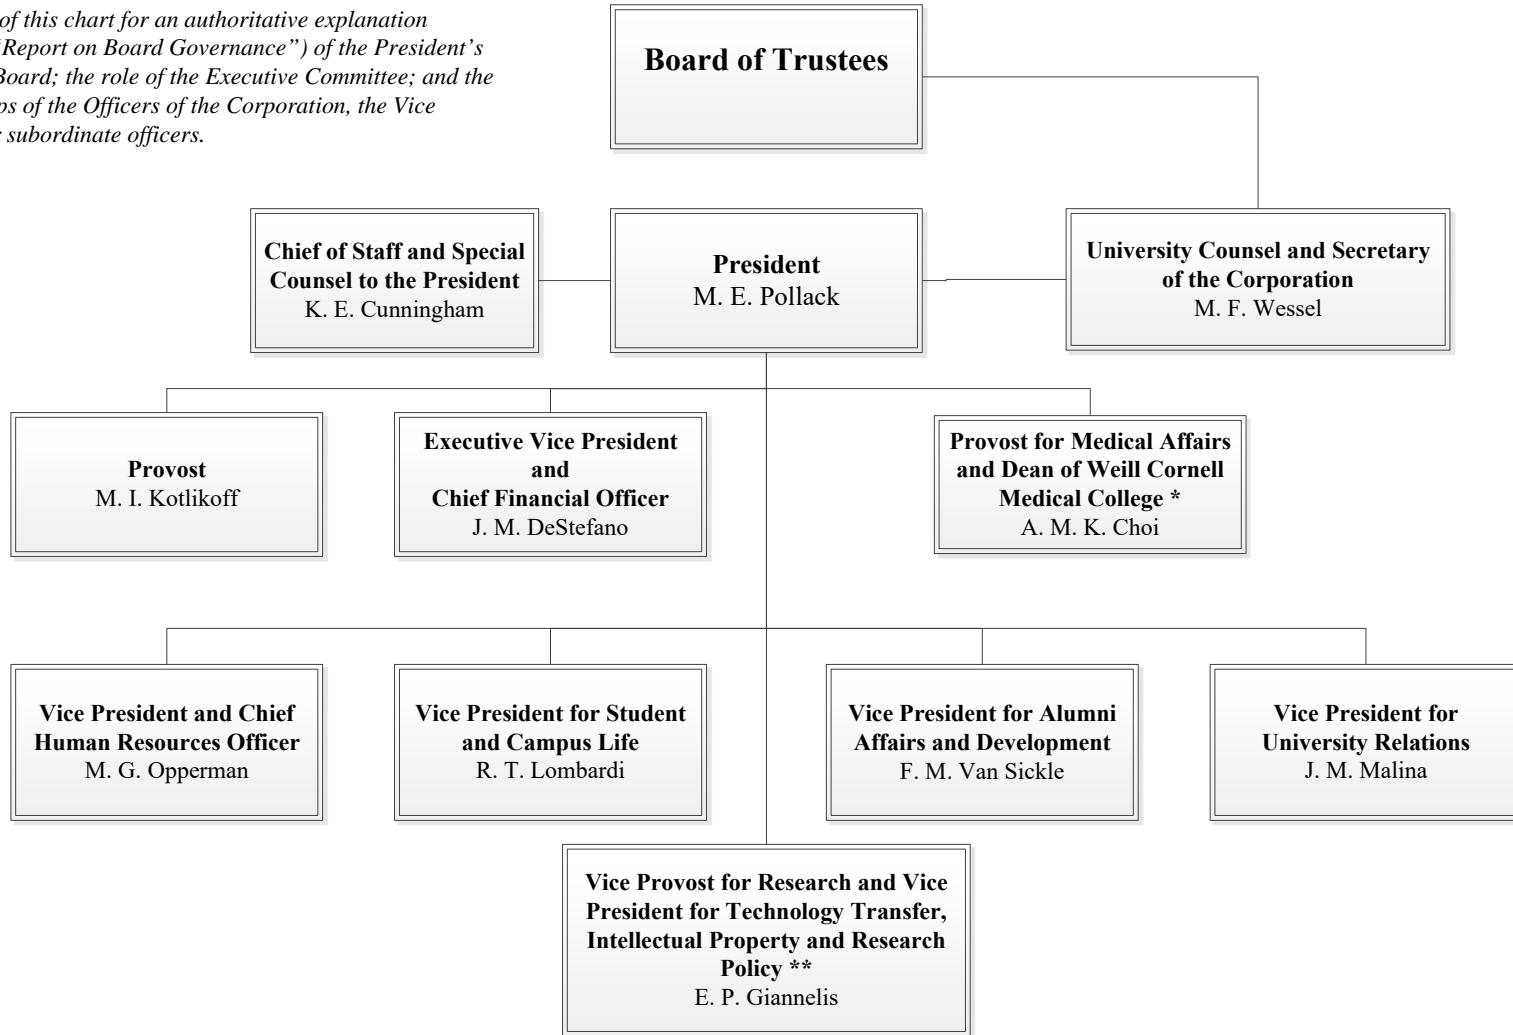 of this chart for an authoritative explanation
“Report on Board Governance”) of the President’s
Board; the role of the Executive Committee; and the
ps of the Officers of the Corporation, the Vice
r subordinate officers.
Board of Trustees
Chief of Staff and Special
Counsel to the President
K. E. Cunningham
President
M. E. Pollack
University Counsel and Secretary
of the Corporation
M. F. Wessel
Provost
M. I. Kotlikoff
Executive Vice President
and
Chief Financial Officer
J. M. DeStefano
Provost for Medical Affairs
and Dean of Weill Cornell
Medical College *
A. M. K. Choi
Vice President and Chief
Human Resources Officer
M. G. Opperman
Vice President for Student
and Campus Life
R. T. Lombardi
Vice President for Alumni
Affairs and Development
F. M. Van Sickle
Vice President for
University Relations
J. M. Malina
Vice Provost for Research and Vice
President for Technology Transfer,
Intellectual Property and Research
Policy **
E. P. Giannelis